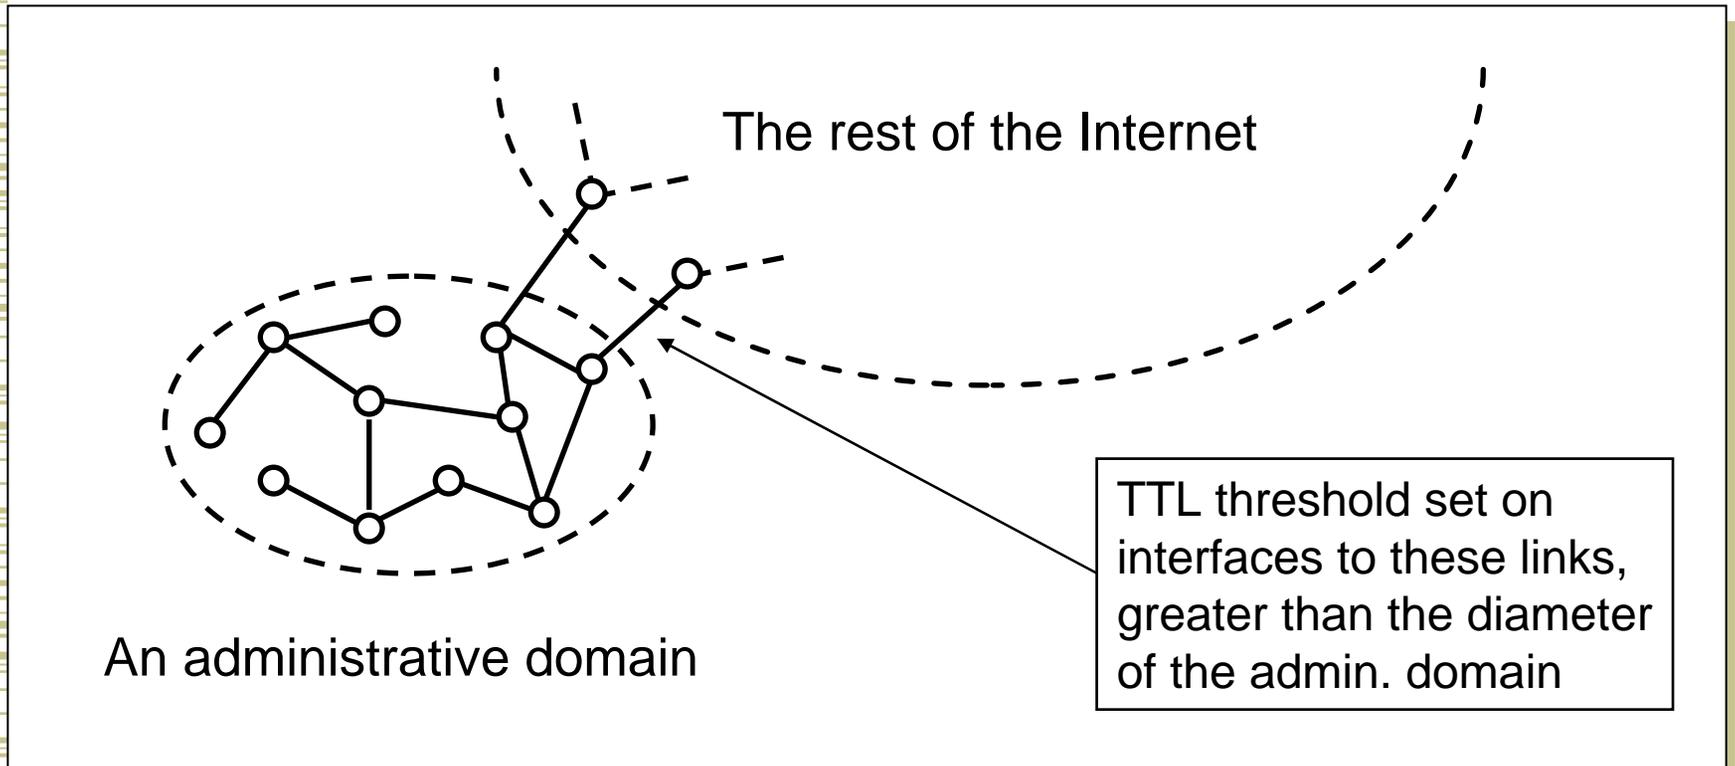 The rest of the Internet
TTL threshold set on
interfaces to these links,
greater than the diameter
of the admin. domain
An administrative domain